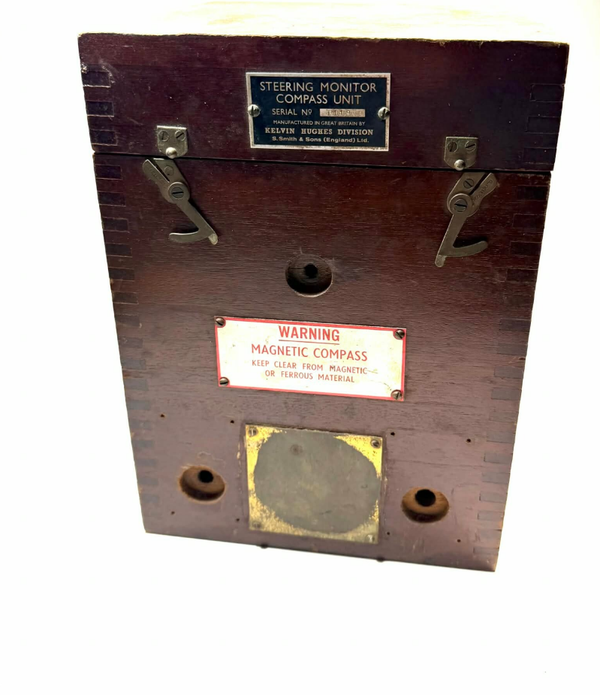 STEERING MONITOR
COMPASS UNIT
SERIAL Nº
MANUFACTURED IN GREAT BRITAIN BY
KELVIN HUGHES DIVISION
S. Smith & Sons (England) Ltd.
WARNING
MAGNETIC COMPASS
KEEP CLEAR FROM MAGNETIC
OR FERROUS MATERIAL